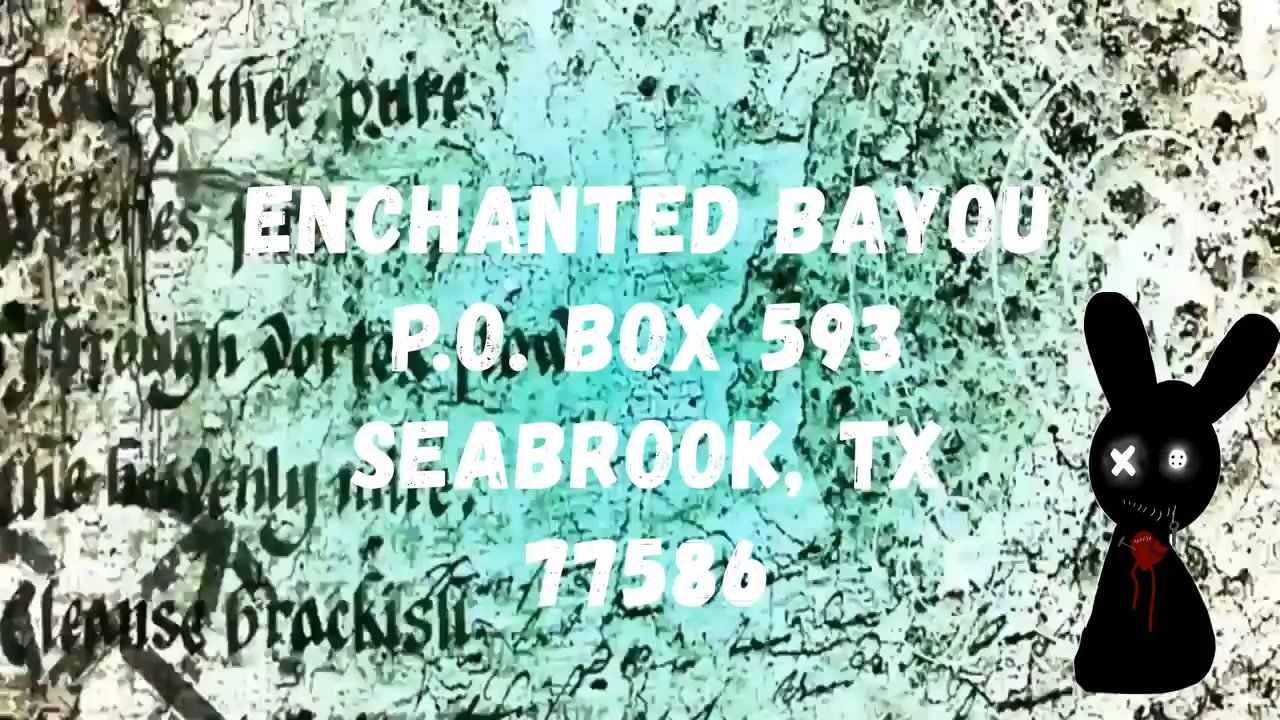 to thee, pure
Witches
ENCHANTED BAYOU
P.O. BOX 593
through vortex
SEABROOK, TX
the heavenly
77586
Cleanse brackish